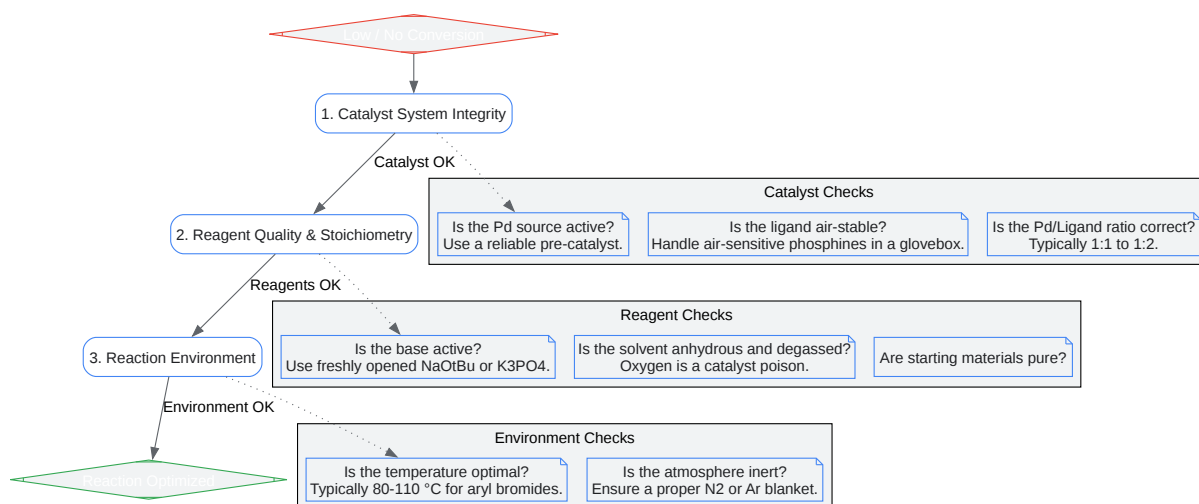 Low / No Conversion
1. Catalyst System Integrity
Catalyst OK
Catalyst Checks
Is the Pd source active?
Use a reliable pre-catalyst.
Is the ligand air-stable?
Handle air-sensitive phosphines in a glovebox.
Is the Pd/Ligand ratio correct?
Typically 1:1 to 1:2.
2. Reagent Quality & Stoichiometry
Reagents OK
Reagent Checks
Is the base active?
Use freshly opened NaOtBu or K3PO4.
Is the solvent anhydrous and degassed?
Oxygen is a catalyst poison.
Are starting materials pure?
3. Reaction Environment
Environment OK
Environment Checks
Is the temperature optimal?
Typically 80-110 °C for aryl bromides.
Is the atmosphere inert?
Ensure a proper N2 or Ar blanket.
Reaction Optimized